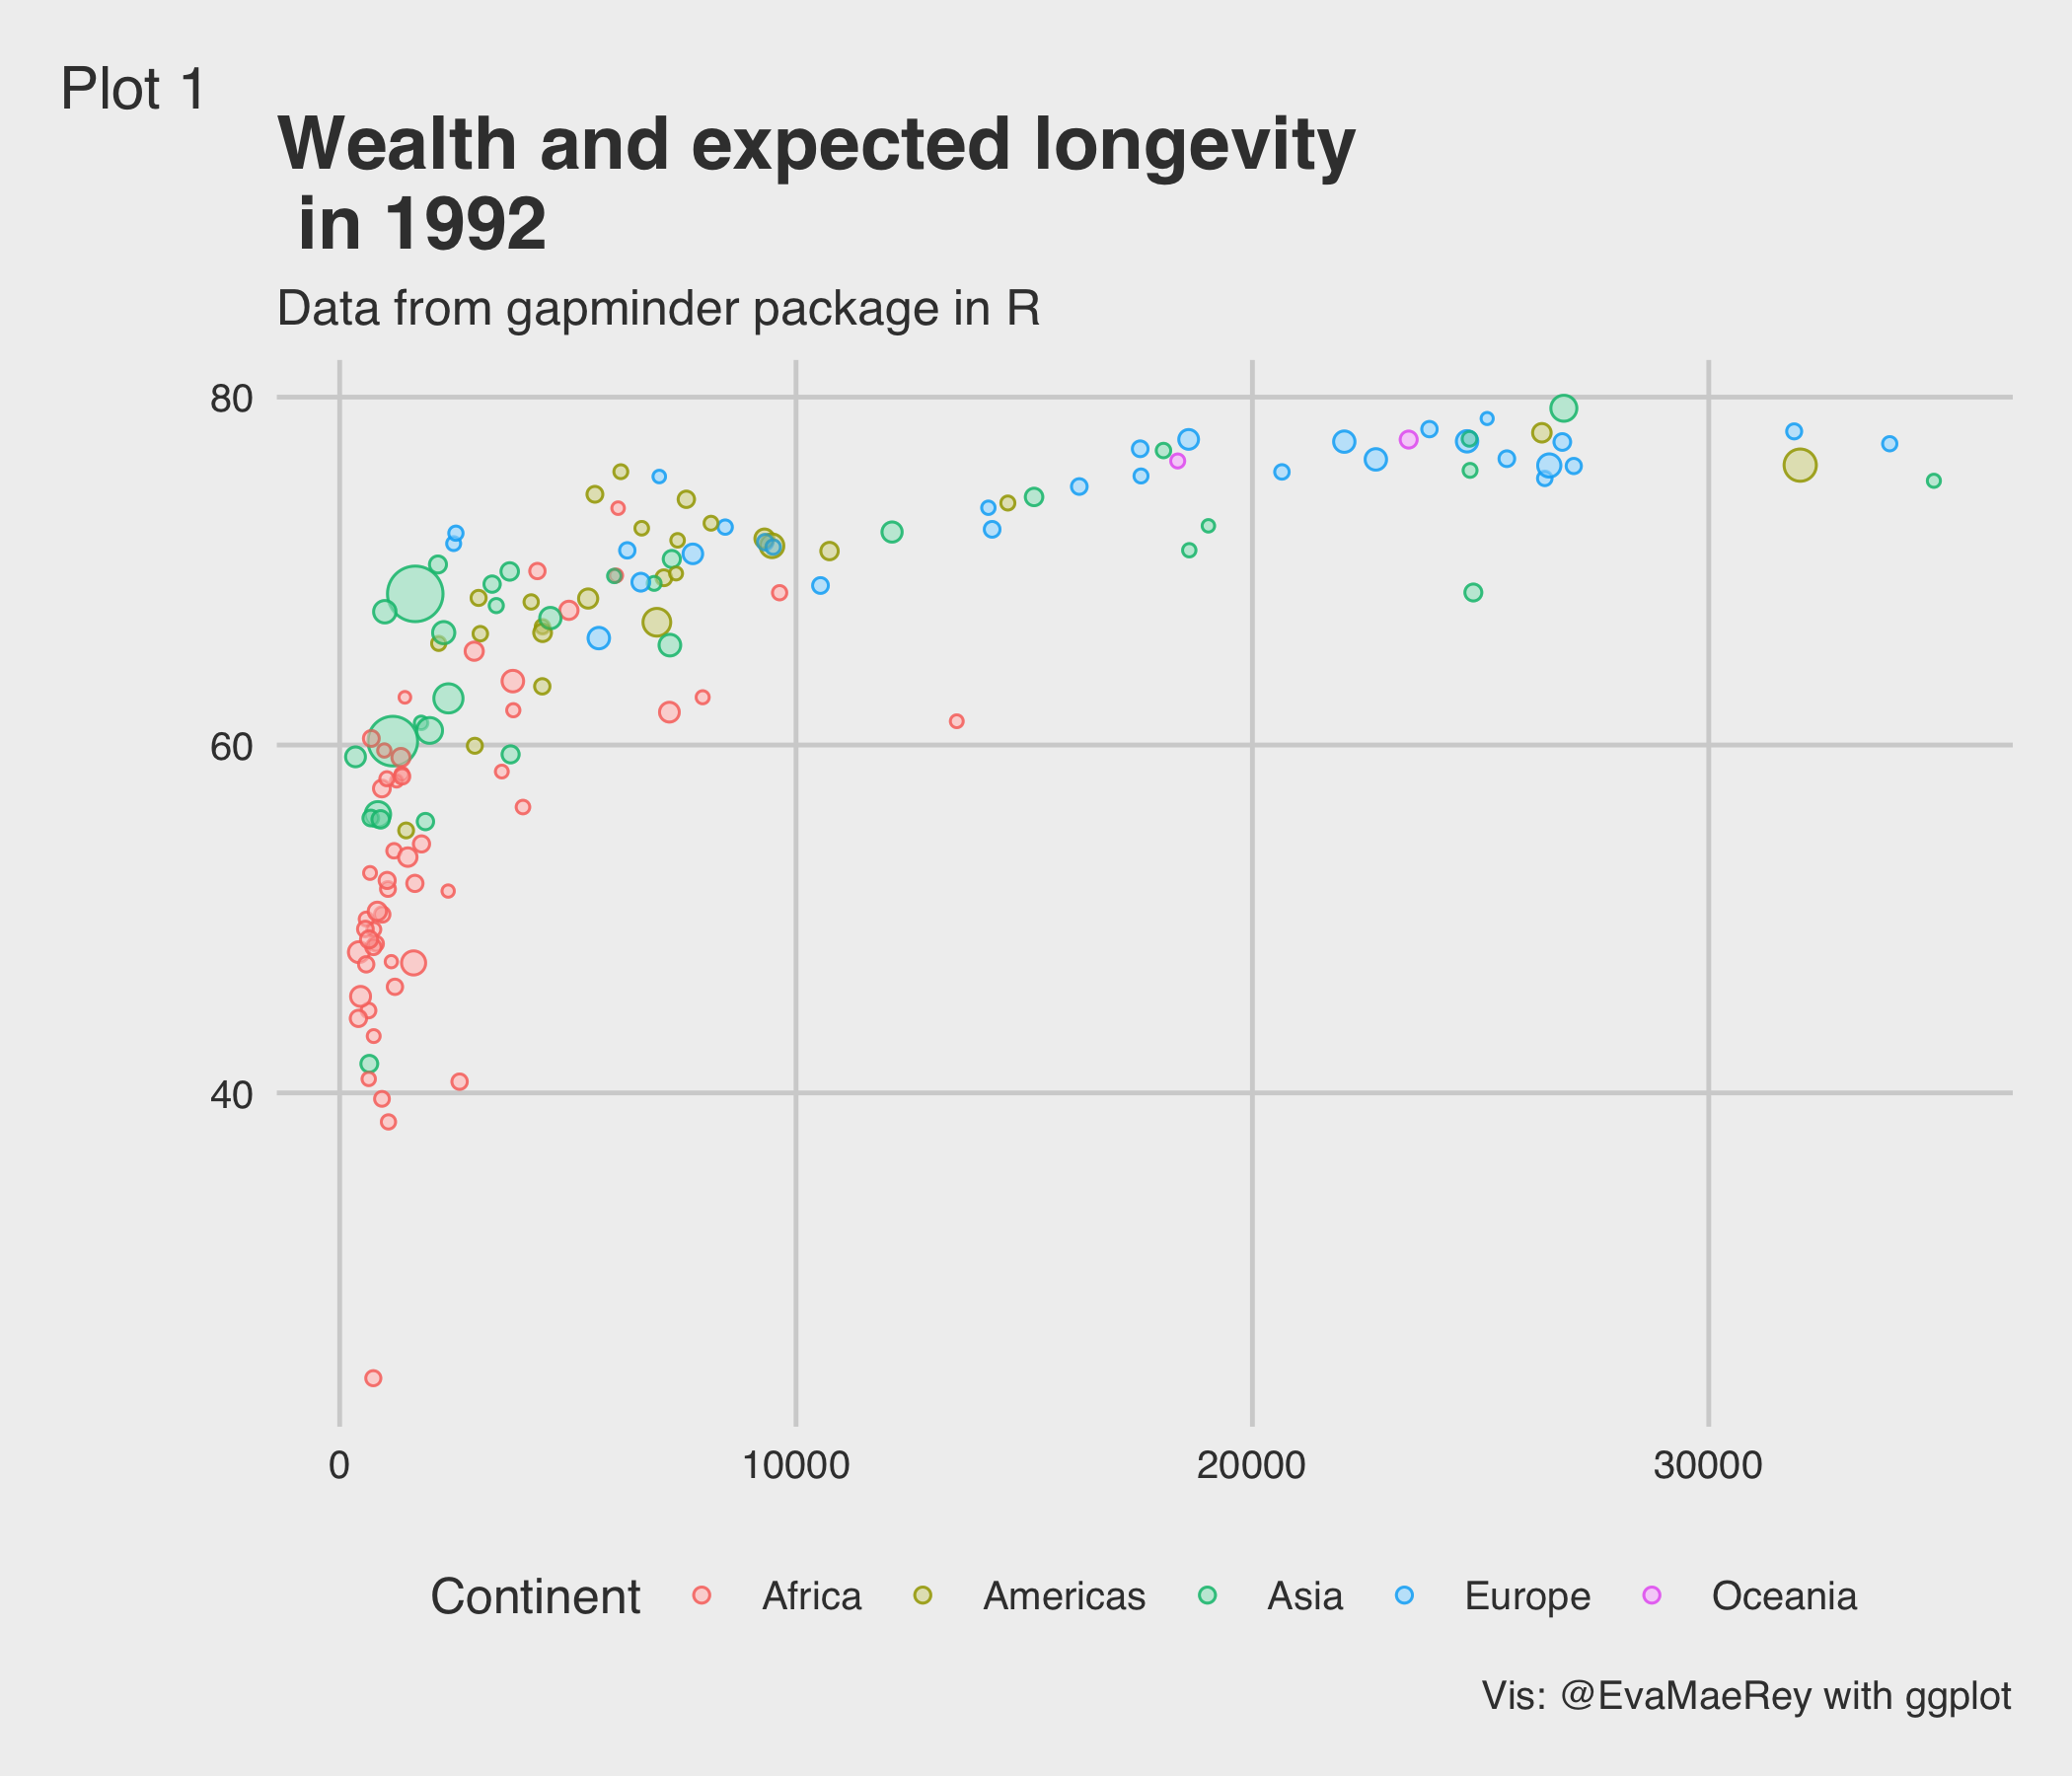 Plot 1
Wealth and expected longevity
in 1992
Data from gapminder package in R
80
60
40
0 10000 20000 30000
Continent Africa Americas Asia Europe Oceania
Vis: @EvaMaeRey with ggplot